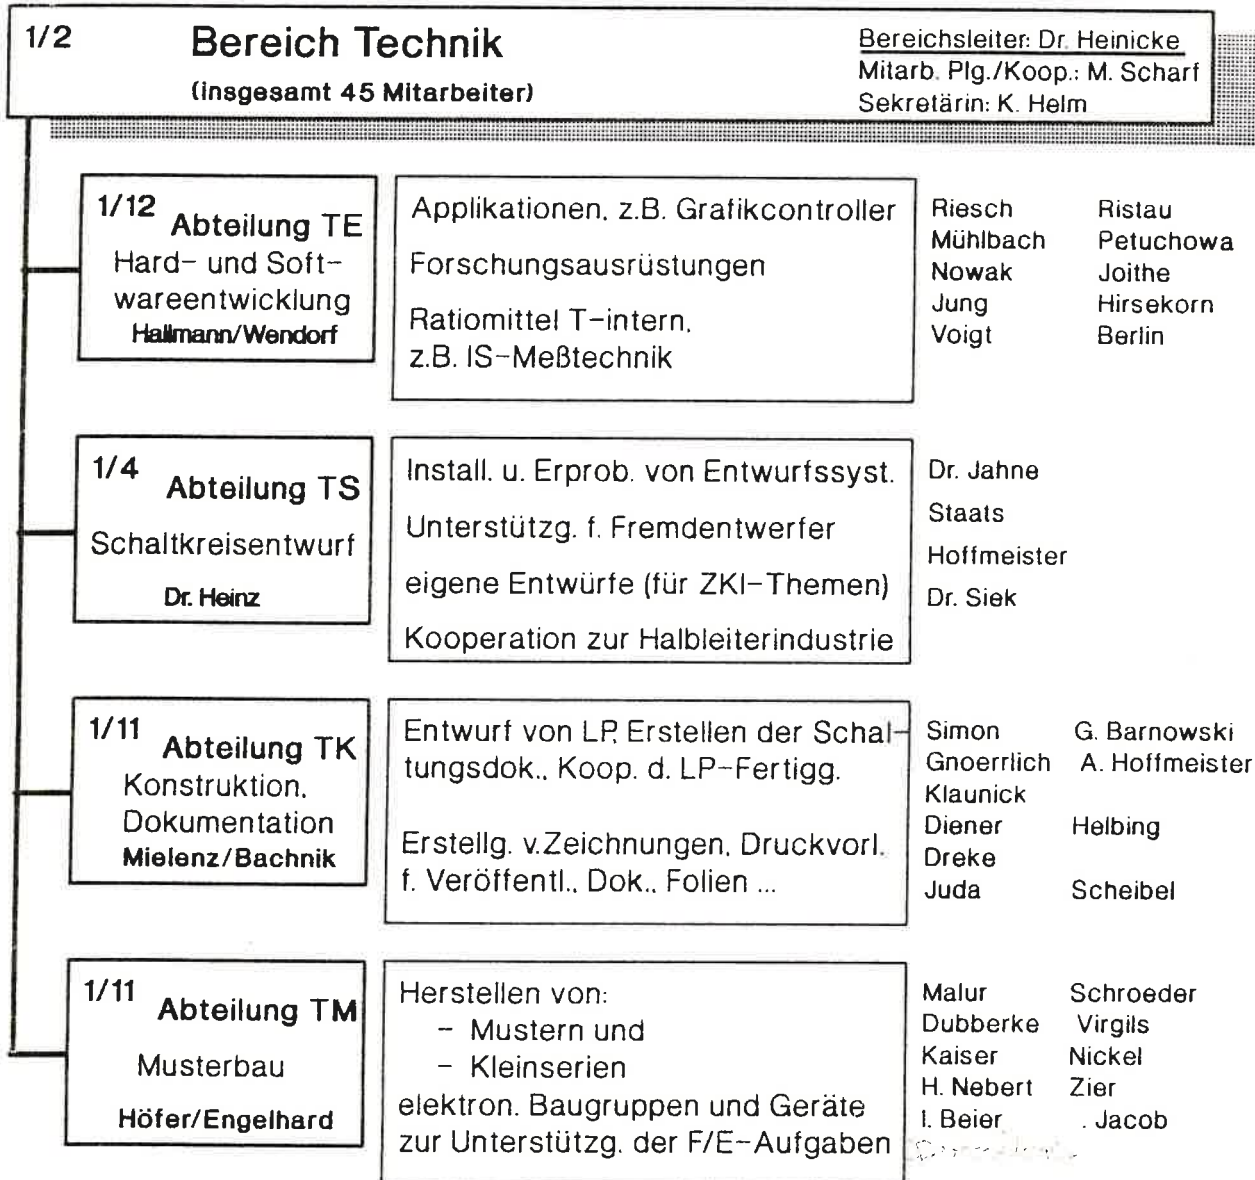 1/2
Bereich Technik
(insgesamt 45 Mitarbeiter)
Bereichsleiter: Dr. Heinicke
Mitarb. Plg./Koop.: M. Scharf
Sekretärin: K. Helm
1/12
Abteilung TE
Hard- und Soft-
wareentwicklung
Hallmann/Wendorf
Applikationen, z.B. Grafikcontroller
Forschungsausrüstungen
Ratiomittel T-intern,
z.B. IS-Meßtechnik
Riesch Ristau
Mühlbach Petuchowa
Nowak Joithe
Jung Hirsekorn
Voigt Berlin
1/4
Abteilung TS
Schaltkreisentwurf
Dr. Heinz
Install. u. Erprob. von Entwurfssyst.
Unterstützg. f. Fremdentwerfer
eigene Entwürfe (für ZKI-Themen)
Kooperation zur Halbleiterindustrie
Dr. Jahne
Staats
Hoffmeister
Dr. Siek
1/11
Abteilung TK
Konstruktion,
Dokumentation
Mielenz/Bachnik
Entwurf von LP, Erstellen der Schal-
tungsdok., Koop. d. LP-Fertigg.
Erstellg. v.Zeichnungen, Druckvorl.
f. Veröffentl., Dok., Folien ...
Simon G. Barnowski
Gnoerrlich A. Hoffmeister
Klaunick
Diener Helbing
Dreke
Juda Scheibel
1/11
Abteilung TM
Musterbau
Höfer/Engelhard
Herstellen von:
- Mustern und
- Kleinserien
elektron. Baugruppen und Geräte
zur Unterstützg. der F/E-Aufgaben
Malur Schroeder
Dubberke Virgils
Kaiser Nickel
H. Nebert Zier
I. Beier . Jacob